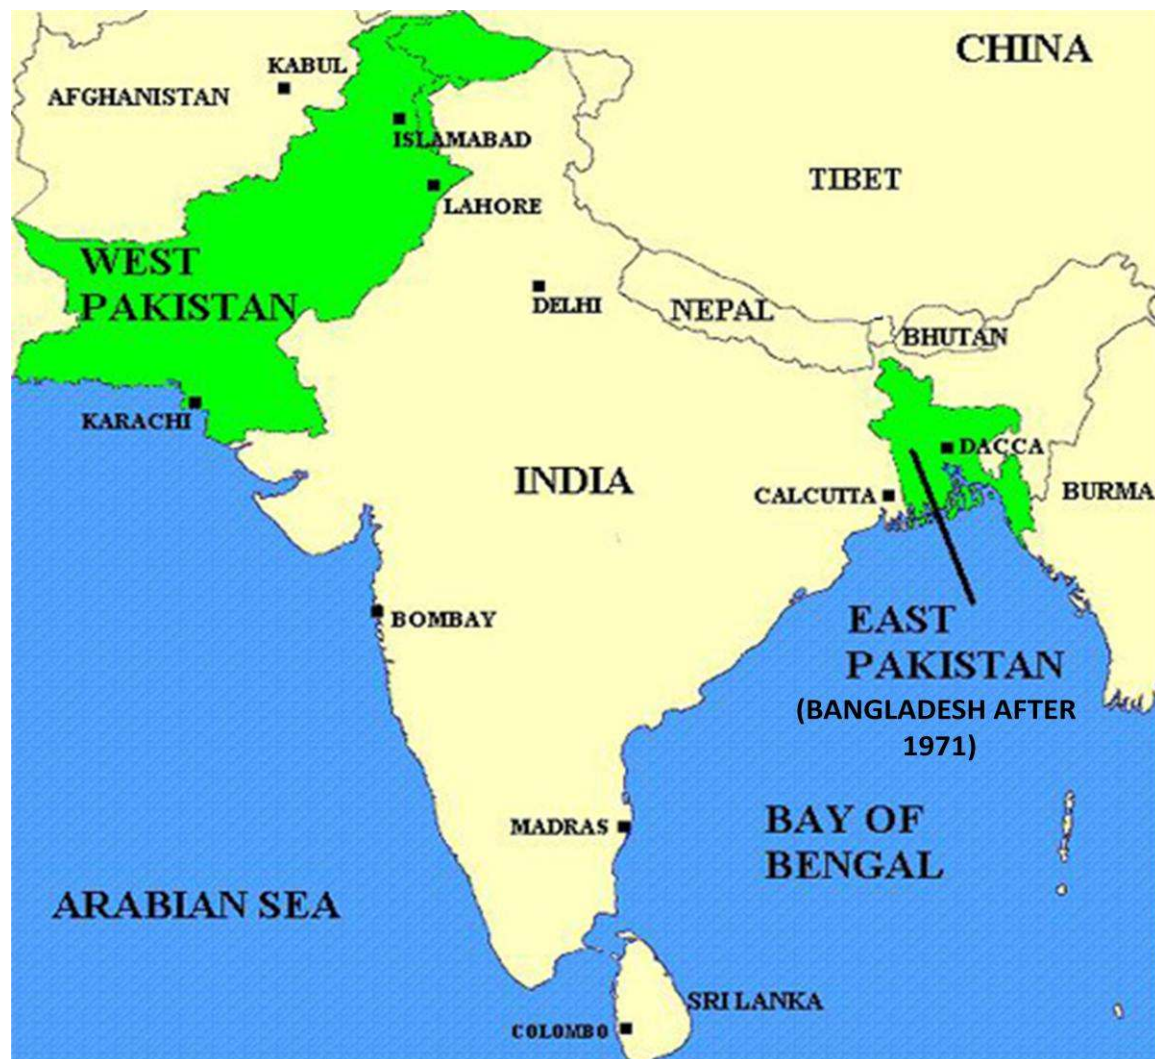 CHINA
KABUL
AFGHANISTAN
ISLAMABAD
TIBET
LAHORE
WEST
PAKISTAN
DELHI
NEPAL
BHUTAN
KARACHI
DACCA
INDIA
CALCUTTA
BURMA
BOMBAY
EAST
PAKISTAN
(BANGLADESH AFTER
1971)
MADRAS
BAY OF
BENGAL
ARABIAN SEA
SRI LANKA
COLOMBO